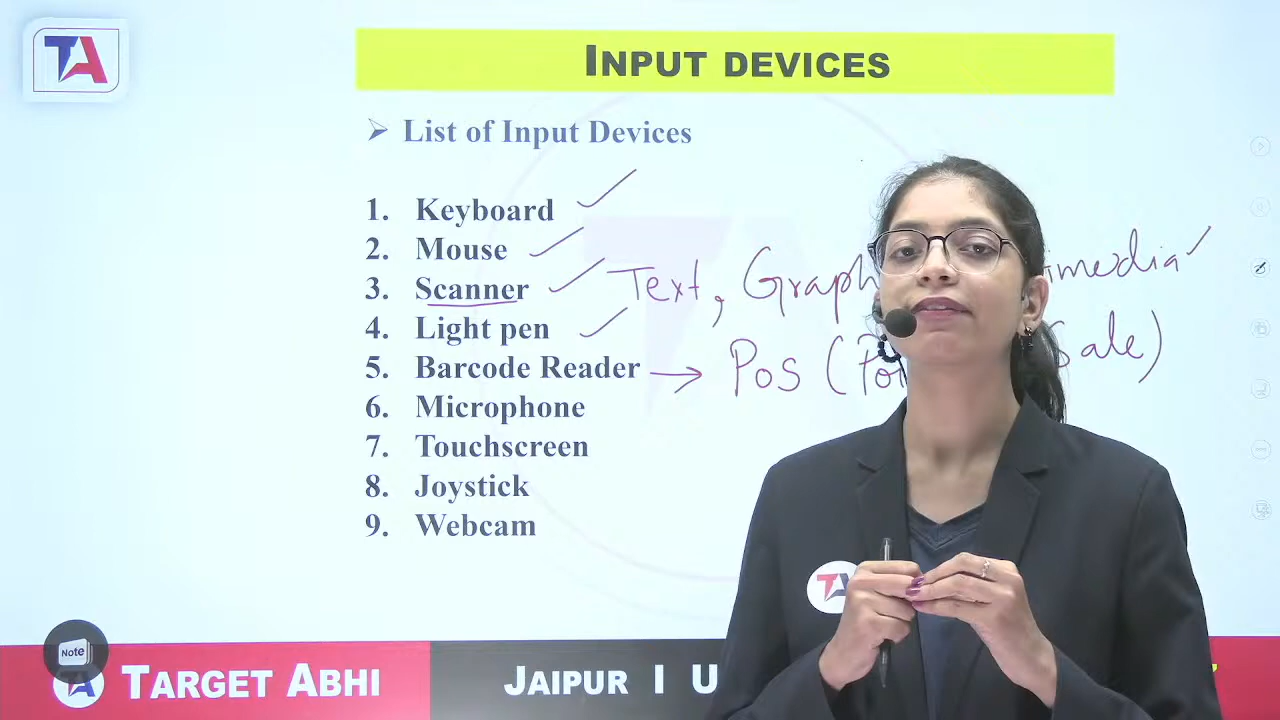 TA
INPUT DEVICES
➢ List of Input Devices
1. Keyboard
2. Mouse
3. Scanner Text, Graph imedia
4. Light pen
5. Barcode Reader → Pos ( Sale)
6. Microphone
7. Touchscreen
8. Joystick
9. Webcam
TA
Note
TARGET ABHI
JAIPUR I U